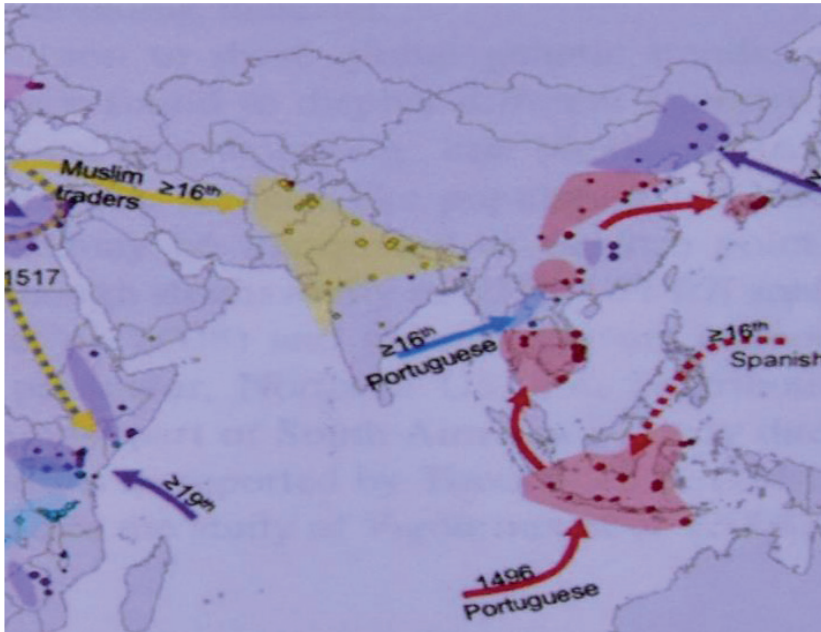 Muslim
traders
≥16th
1517
≥16th
Portuguese
≥16th
Spanish
≥19th
1496
Portuguese